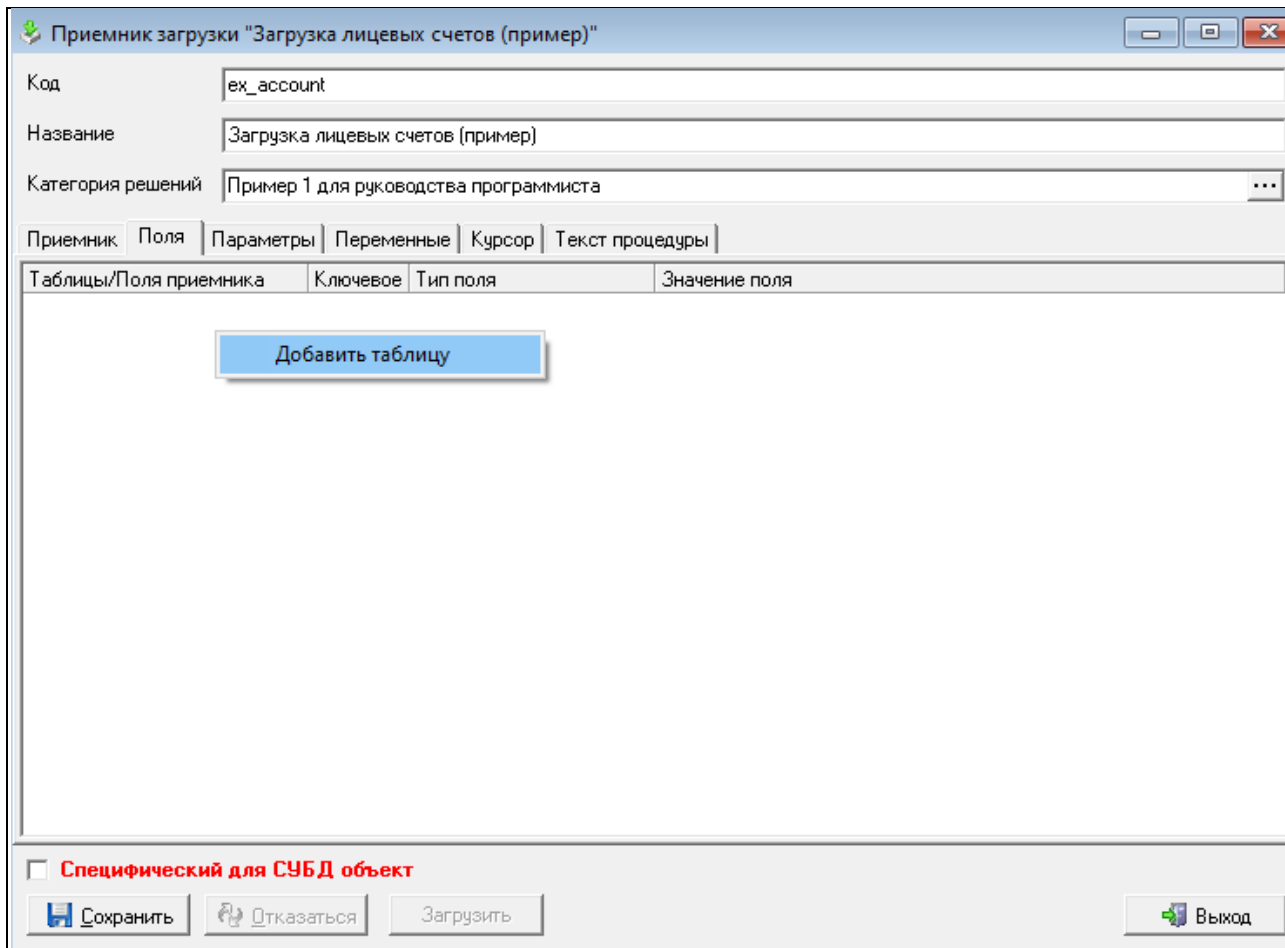 Приемник загрузки "Загрузка лицевых счетов (пример)"
Код ex_account
Название Загрузка лицевых счетов (пример)
Категория решений Пример 1 для руководства программиста ...
Приемник Поля Параметры Переменные Курсор Текст процедуры
Таблицы/Поля приемника Ключевое Тип поля Значение поля
Добавить таблицу
Специфический для СУБД объект
Сохранить Отказаться Загрузить Выход